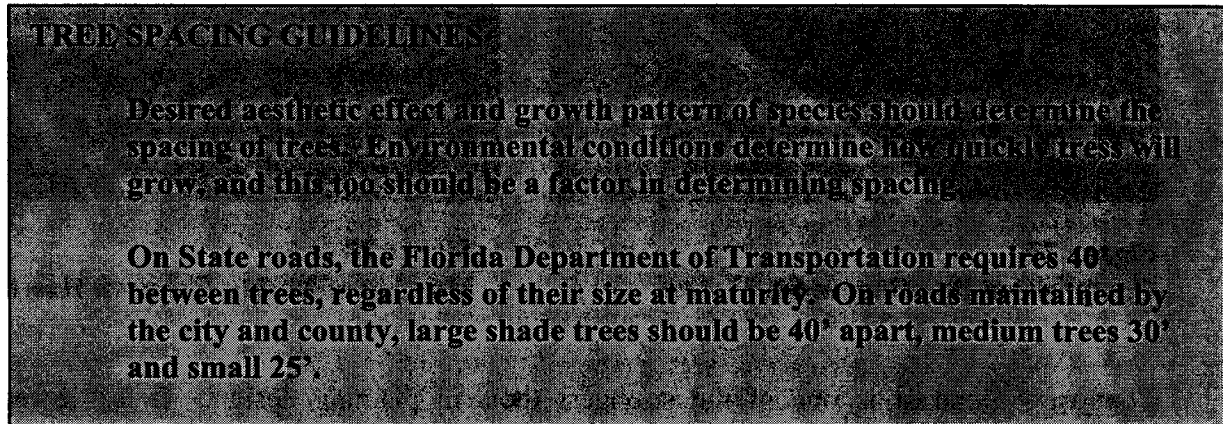 TREE SPACING GUIDELINES
Desired aesthetic effect and growth pattern of species should determine the
spacing of trees. Environmental conditions determine how quickly tress will
grow, and this too should be a factor in determining spacing.
On State roads, the Florida Department of Transportation requires 40'
between trees, regardless of their size at maturity. On roads maintained by
the city and county, large shade trees should be 40' apart, medium trees 30'
and small 25'.